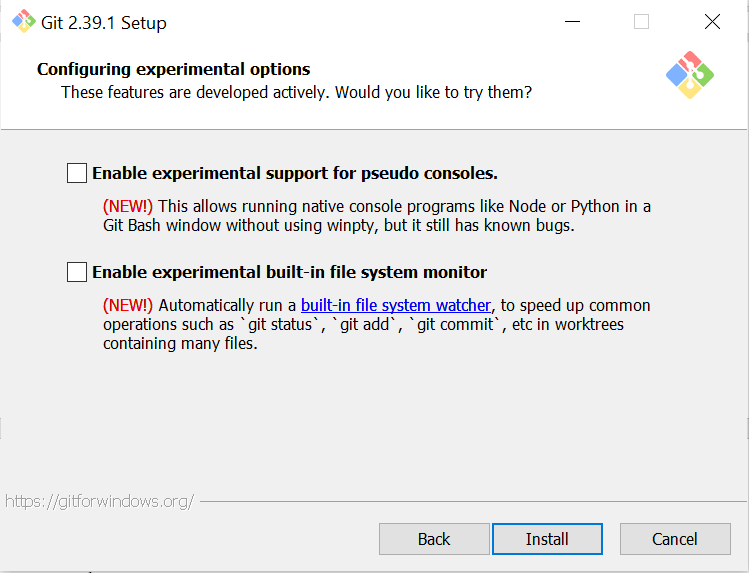 Git 2.39.1 Setup
Configuring experimental options
These features are developed actively. Would you like to try them?
Enable experimental support for pseudo consoles.
(NEW!) This allows running native console programs like Node or Python in a
Git Bash window without using winpty, but it still has known bugs.
Enable experimental built-in file system monitor
(NEW!) Automatically run a built-in file system watcher, to speed up common
operations such as `git status`, `git add`, `git commit`, etc in worktrees
containing many files.
https://gitforwindows.org/
Back
Install
Cancel